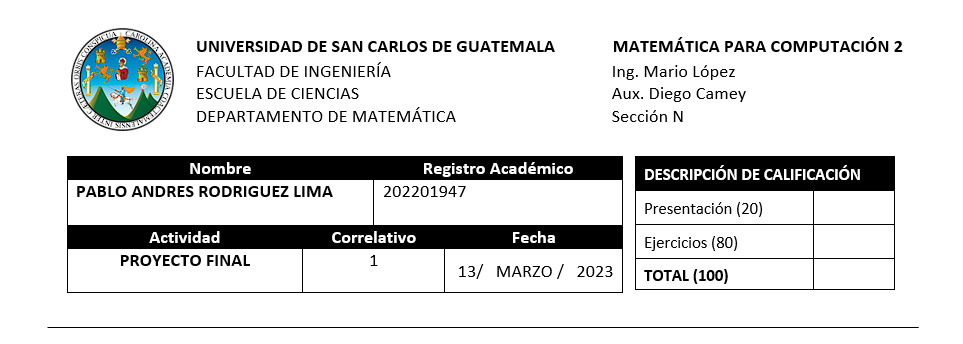 UNIVERSIDAD DE SAN CARLOS DE GUATEMALA
FACULTAD DE INGENIERÍA
ESCUELA DE CIENCIAS
DEPARTAMENTO DE MATEMÁTICA
MATEMÁTICA PARA COMPUTACIÓN 2
Ing. Mario López
Aux. Diego Camey
Sección N
Nombre Registro Académico
PABLO ANDRES RODRIGUEZ LIMA 202201947
Actividad Correlativo Fecha
PROYECTO FINAL 1 13/ MARZO / 2023
DESCRIPCIÓN DE CALIFICACIÓN
Presentación (20)
Ejercicios (80)
TOTAL (100)